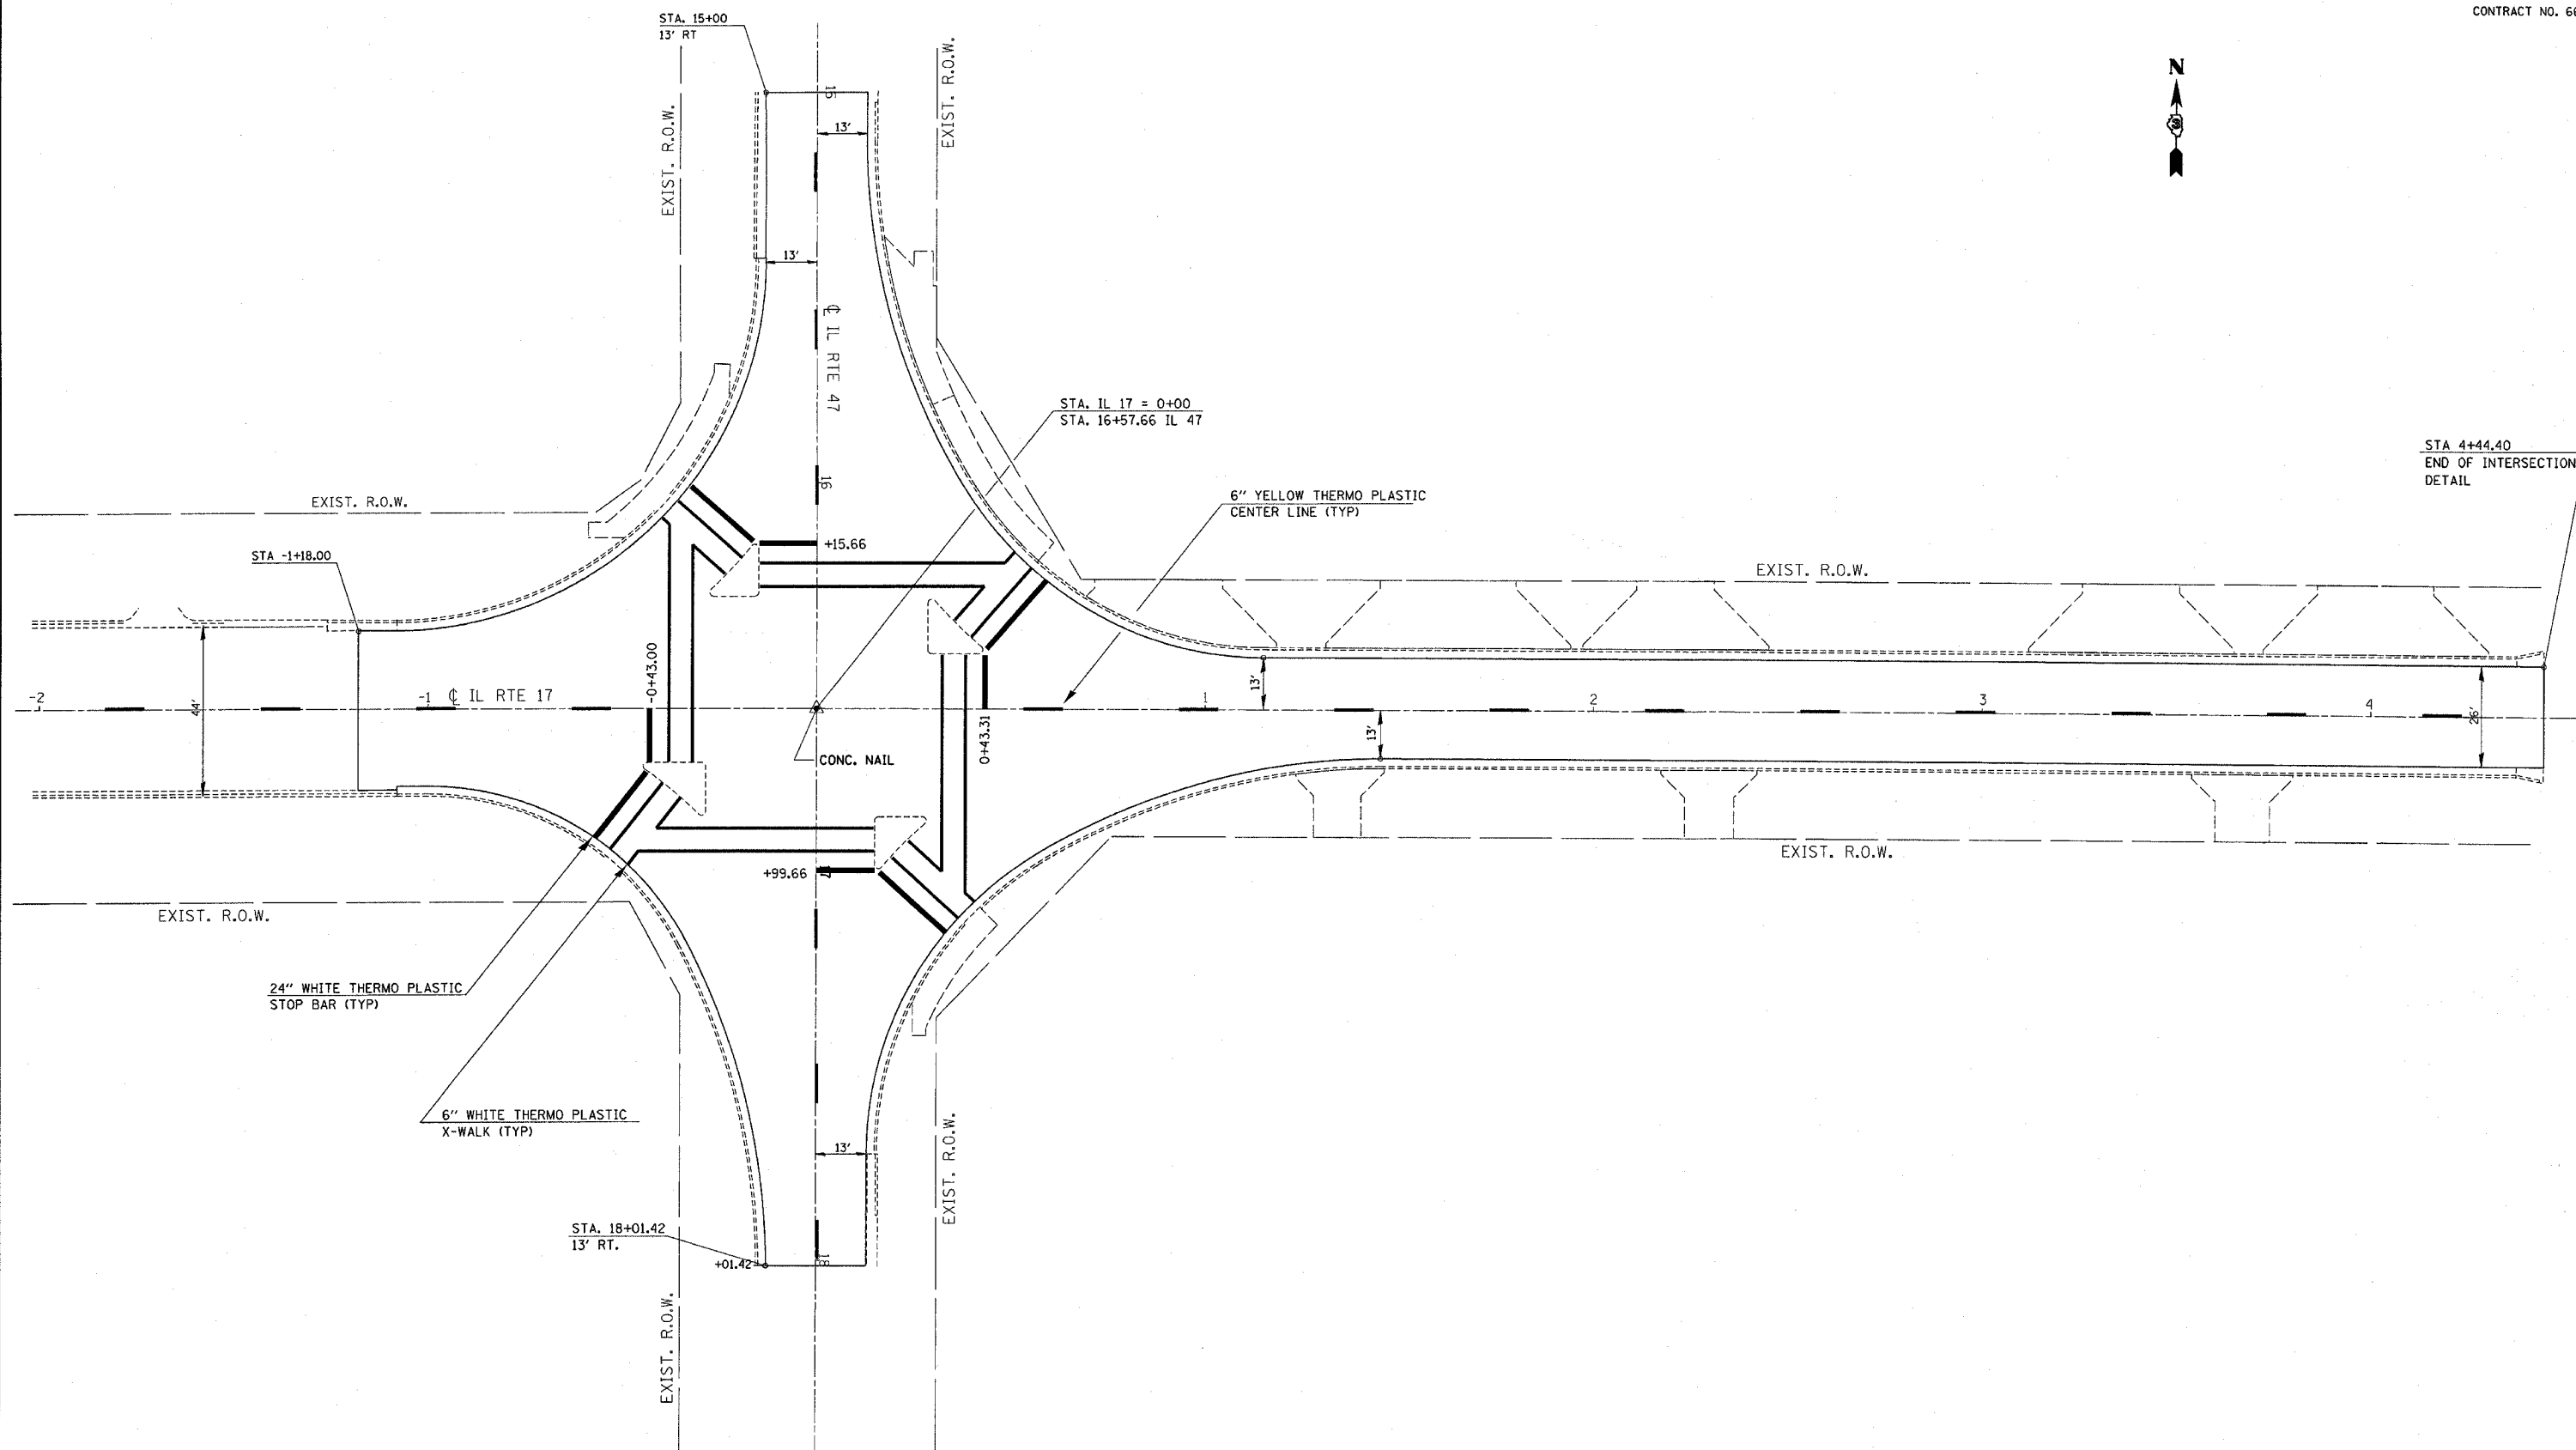 CONTRACT NO.
STA. 15+00
13' RT
N
EXIST. R.O.W.
EXIST. R.O.W.
15
13'
13'
℄ IL RTE 47
STA. IL 17 = 0+00
STA. 16+57.66 IL 47
STA 4+44.40
END OF INTERSECTION
DETAIL
16
6" YELLOW THERMO PLASTIC
CENTER LINE (TYP)
EXIST. R.O.W.
+15.66
STA -1+18.00
EXIST. R.O.W.
-0+43.00
-2
-1
℄ IL RTE 17
44'
13'
1
2
3
4
26'
13'
0+43.31
CONC. NAIL
EXIST. R.O.W.
+99.66
17
EXIST. R.O.W.
24" WHITE THERMO PLASTIC
STOP BAR (TYP)
6" WHITE THERMO PLASTIC
X-WALK (TYP)
13'
EXIST. R.O.W.
STA. 18+01.42
13' RT.
+01.42
18
EXIST. R.O.W.